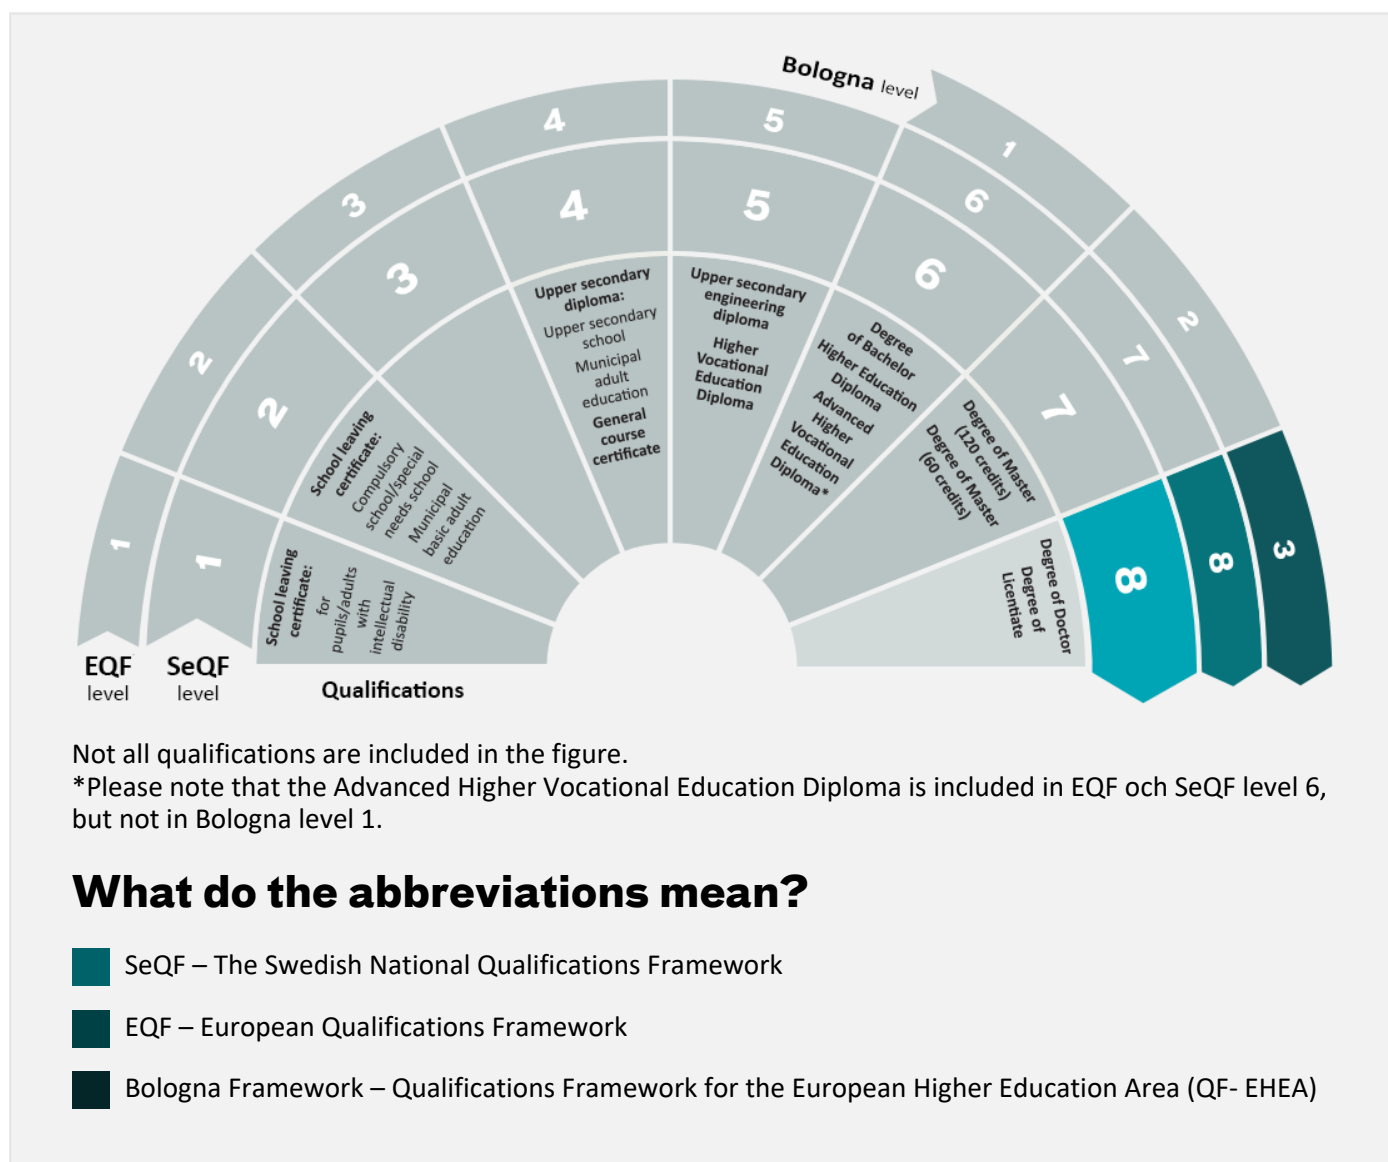 Bologna level
1
2
3
4
5
6
7
8
1
2
3
4
5
6
7
8
1
2
3
School leaving
certificate:
for
pupils/adults
with
intellectual
disability
School leaving
certificate:
Compulsory
school/special
needs school
Municipal
basic adult
education
Upper secondary
diploma:
Upper secondary
school
Municipal
adult
education
General
course
certificate
Upper secondary
engineering
diploma
Higher
Vocational
Education
Diploma
Degree
of Bachelor
Higher Education
Diploma
Advanced
Higher
Vocational
Education
Diploma*
Degree of Master
(120 credits)
Degree of Master
(60 credits)
Degree of Doctor
Degree of
Licentiate
EQF
level
SeQF
level
Qualifications
Not all qualifications are included in the figure.
*Please note that the Advanced Higher Vocational Education Diploma is included in EQF och SeQF level 6,
but not in Bologna level 1.
What do the abbreviations mean?
SeQF – The Swedish National Qualifications Framework
EQF – European Qualifications Framework
Bologna Framework – Qualifications Framework for the European Higher Education Area (QF- EHEA)